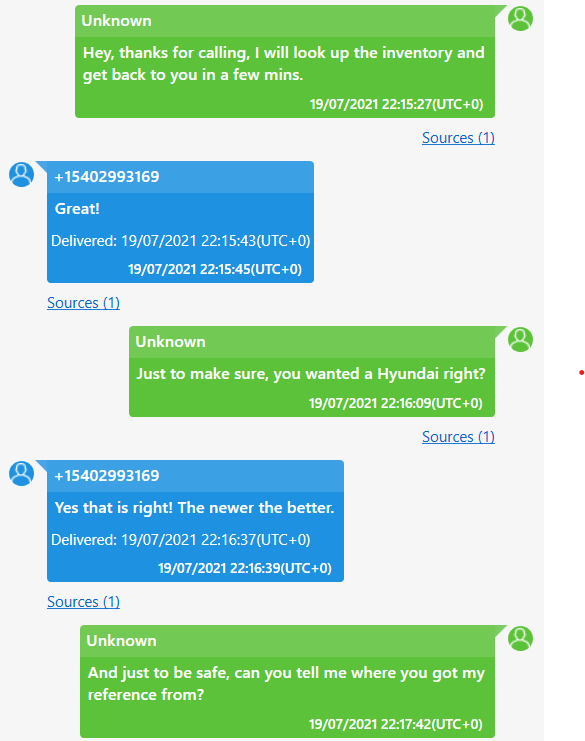 Unknown
Hey, thanks for calling, I will look up the inventory and
get back to you in a few mins.
19/07/2021 22:15:27(UTC+0)
Sources (1)
+15402993169
Great!
Delivered: 19/07/2021 22:15:43(UTC+0)
19/07/2021 22:15:45(UTC+0)
Sources (1)
Unknown
Just to make sure, you wanted a Hyundai right?
19/07/2021 22:16:09(UTC+0)
Sources (1)
+15402993169
Yes that is right! The newer the better.
Delivered: 19/07/2021 22:16:37(UTC+0)
19/07/2021 22:16:39(UTC+0)
Sources (1)
Unknown
And just to be safe, can you tell me where you got my
reference from?
19/07/2021 22:17:42(UTC+0)